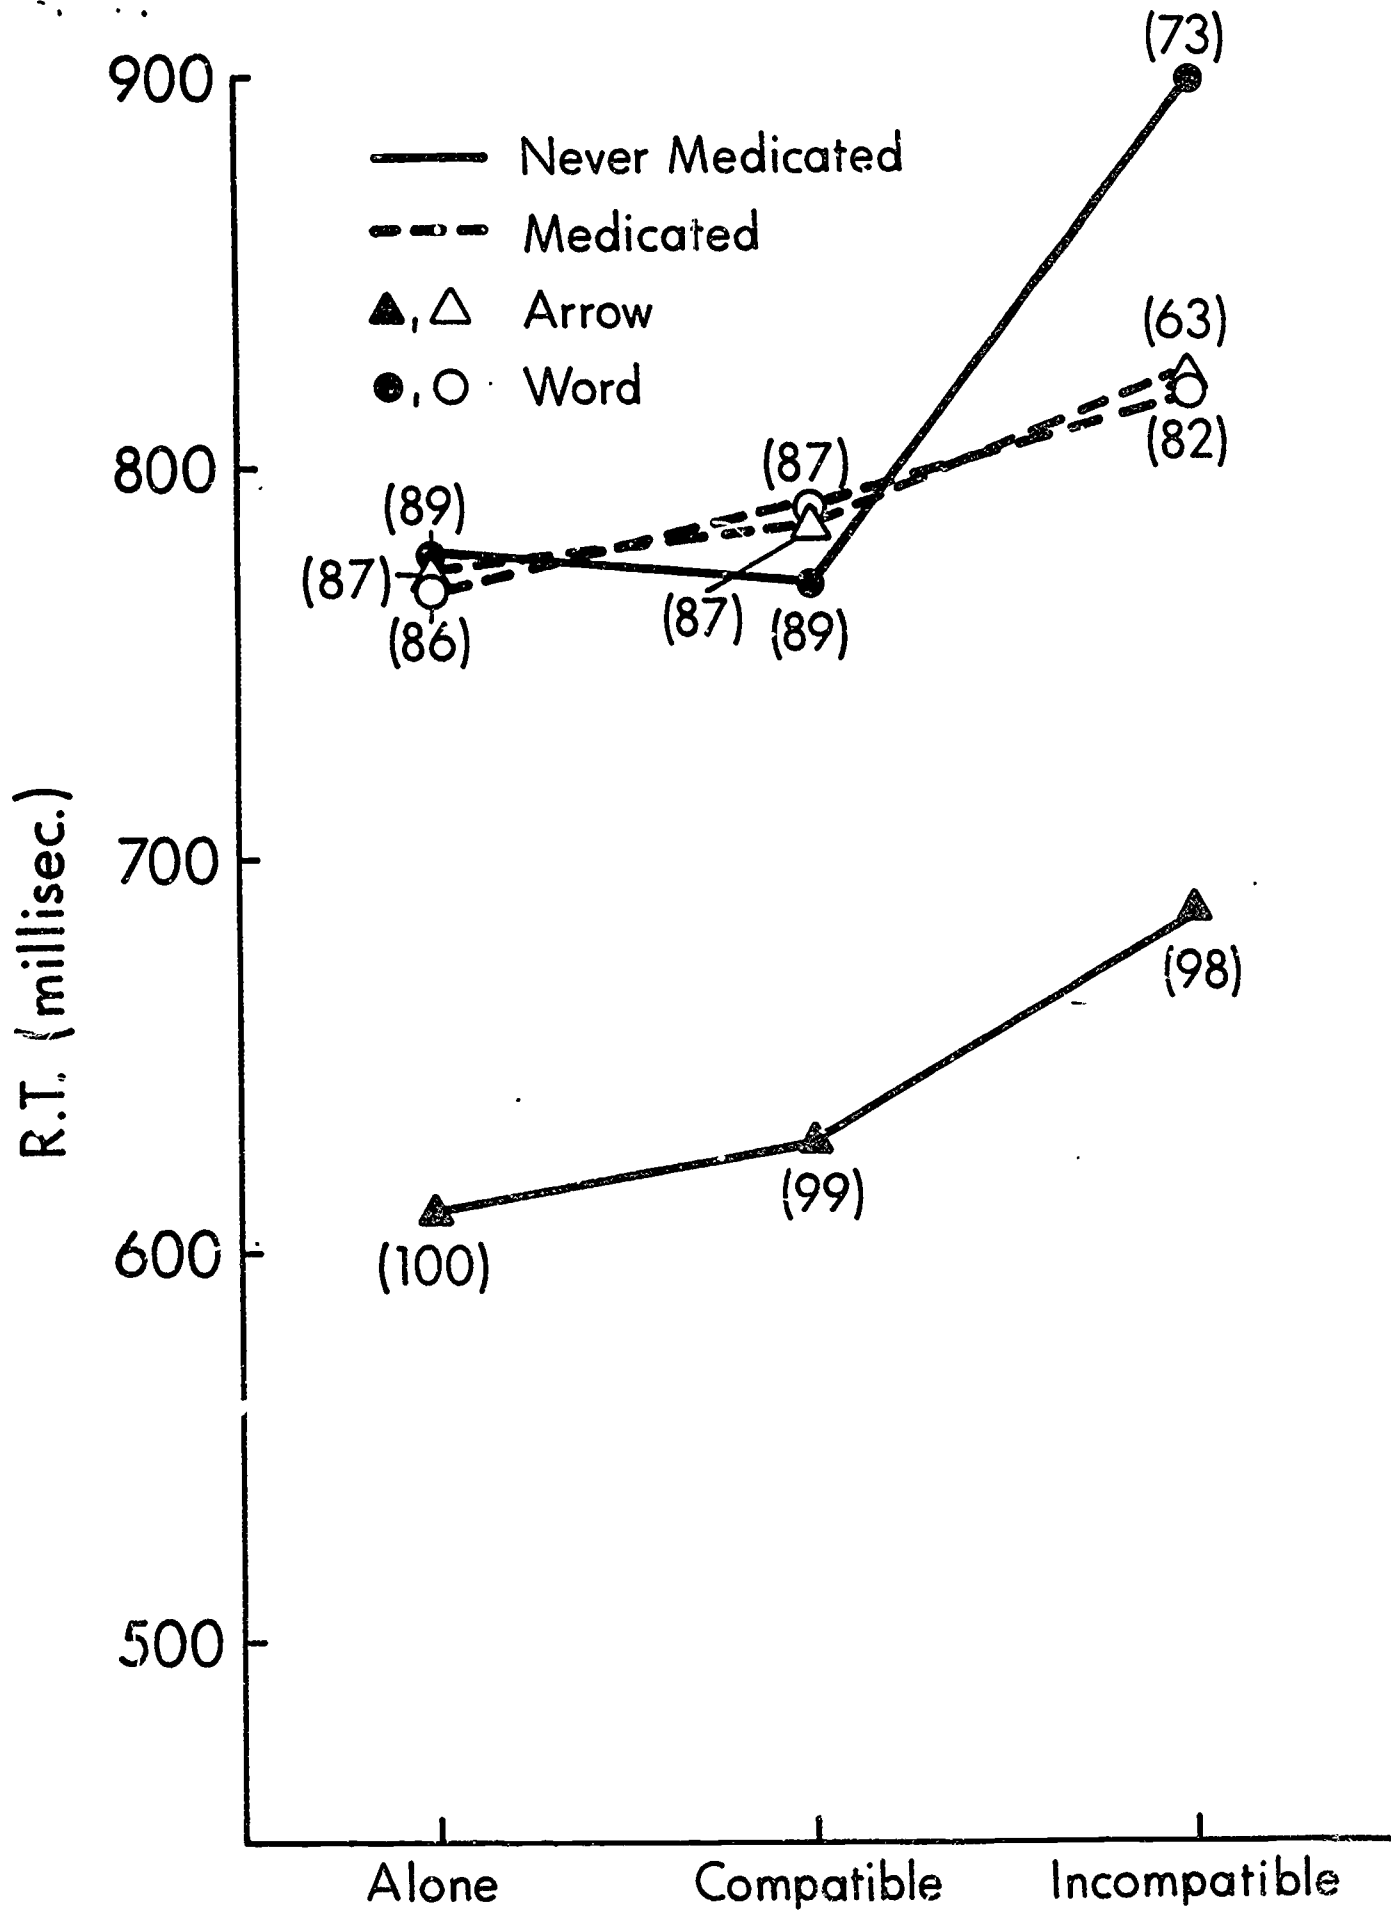 (73)
900
Never Medicated
Medicated
▲, △ Arrow
●, ○ Word
(63)
(82)
800
(87)
(89)
(87)
(86)
(87) (89)
700
R.T. (millisec.)
(98)
(99)
600
(100)
500
Alone Compatible Incompatible